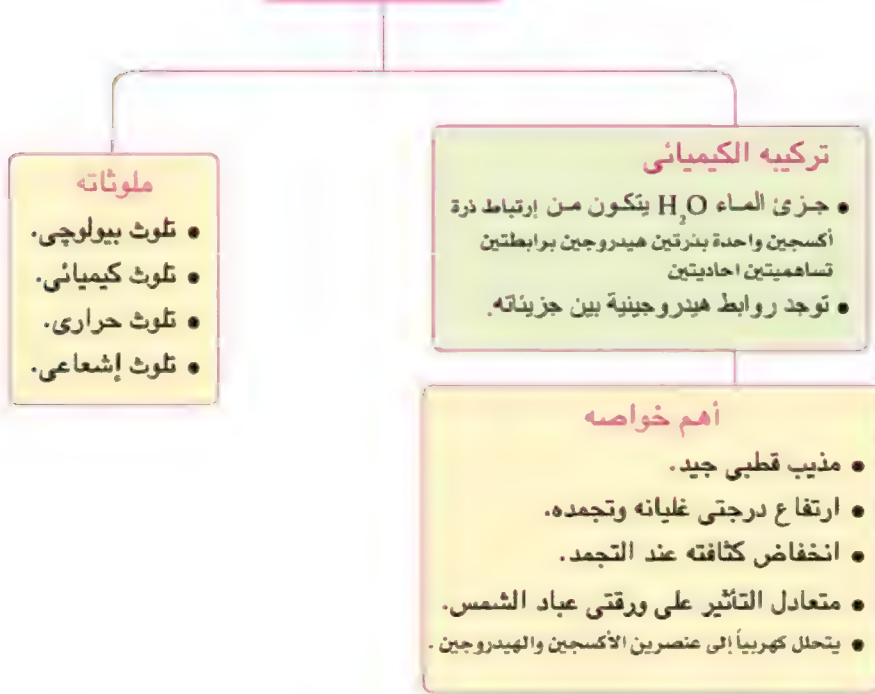 تركيبه الكيميائى
• جزئ الماء H₂O يتكون من إرتباط ذرة
أكسجين واحدة بذرتين هيدروجين برابطتين
تساهميتين احاديتين
• توجد روابط هيدروجينية بين جزيئاته.
ملوثاته
• تلوث بيولوچى.
• تلوث كيميائى.
• تلوث حرارى.
• تلوث إشعاعى.
أهم خواصه
• مذيب قطبى جيد.
• ارتفاع درجتى غليانه وتجمده.
• انخفاض كثافته عند التجمد.
• متعادل التأثير على ورقتى عباد الشمس.
• يتحلل كهربياً إلى عنصرين الأكسجين والهيدروجين.